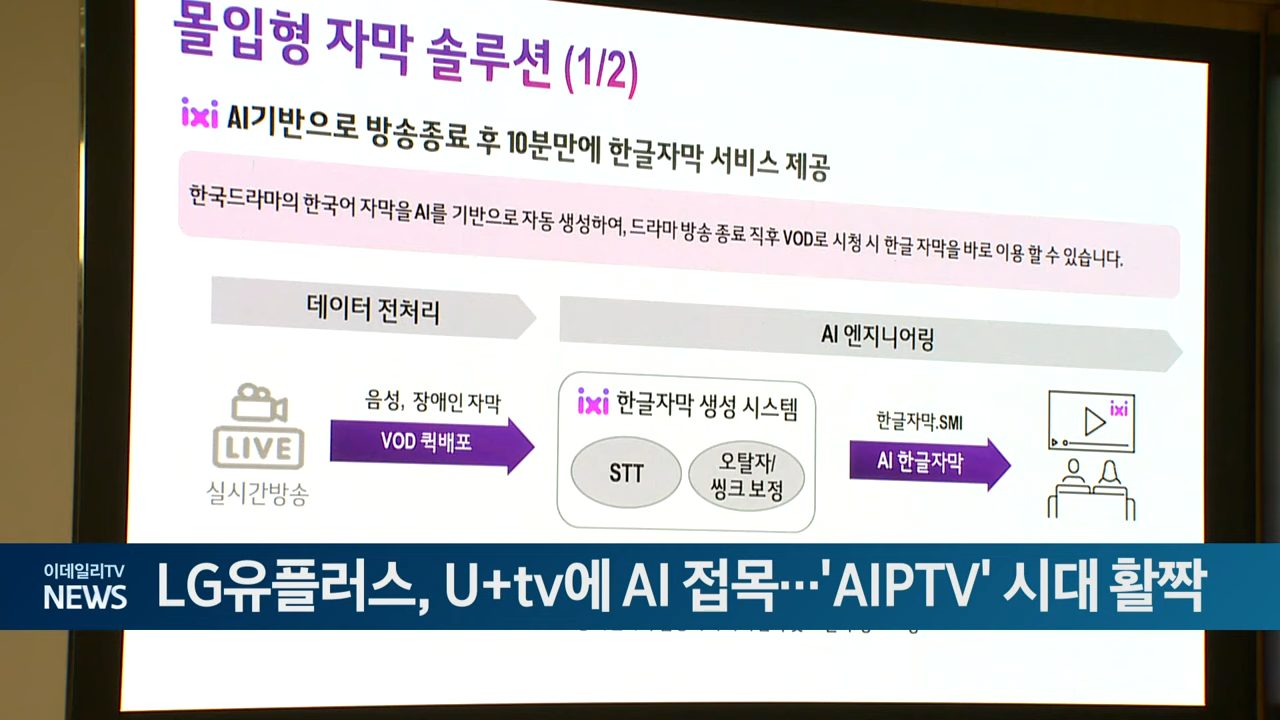 몰입형 자막 솔루션 (1/2)
ixi AI기반으로 방송종료 후 10분만에 한글자막 서비스 제공
한국드라마의 한국어 자막을 AI를 기반으로 자동 생성하여, 드라마 방송 종료 직후 VOD로 시청 시 한글 자막을 바로 이용 할 수 있습니다.
데이터 전처리
AI 엔지니어링
LIVE
실시간방송
음성, 장애인 자막
VOD 퀵배포
ixi 한글자막 생성 시스템
STT
오탈자/
씽크 보정
한글자막.SMI
AI 한글자막
ixi
이데일리TV
NEWS
LG유플러스, U+tv에 AI 접목…'AIPTV' 시대 활짝